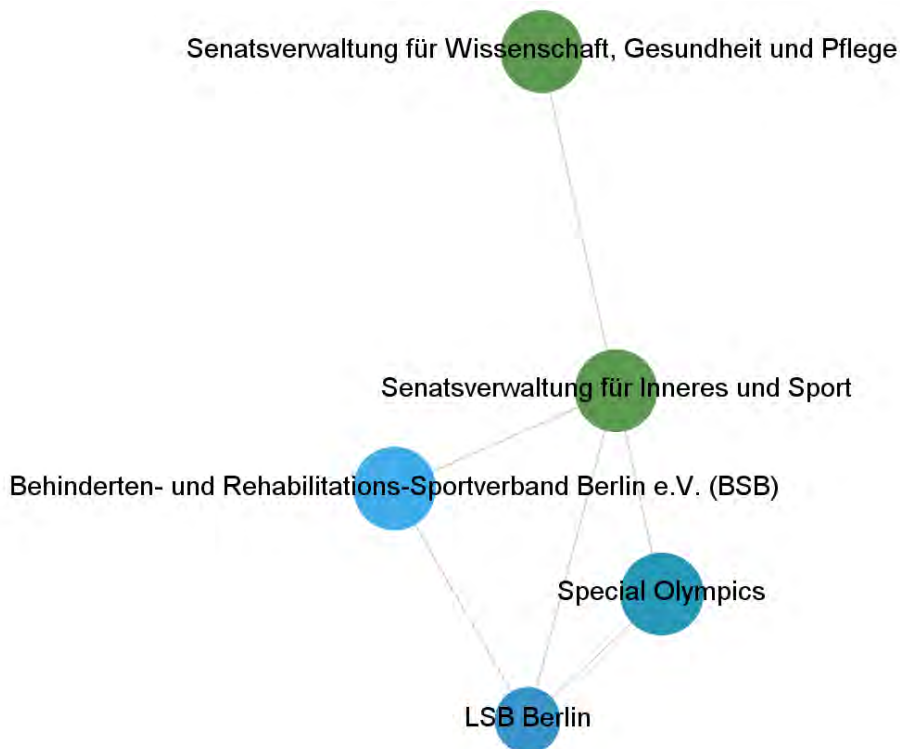 Senatsverwaltung für Wissenschaft, Gesundheit und Pflege
Senatsverwaltung für Inneres und Sport
Behinderten- und Rehabilitations-Sportverband Berlin e.V. (BSB)
Special Olympics
LSB Berlin